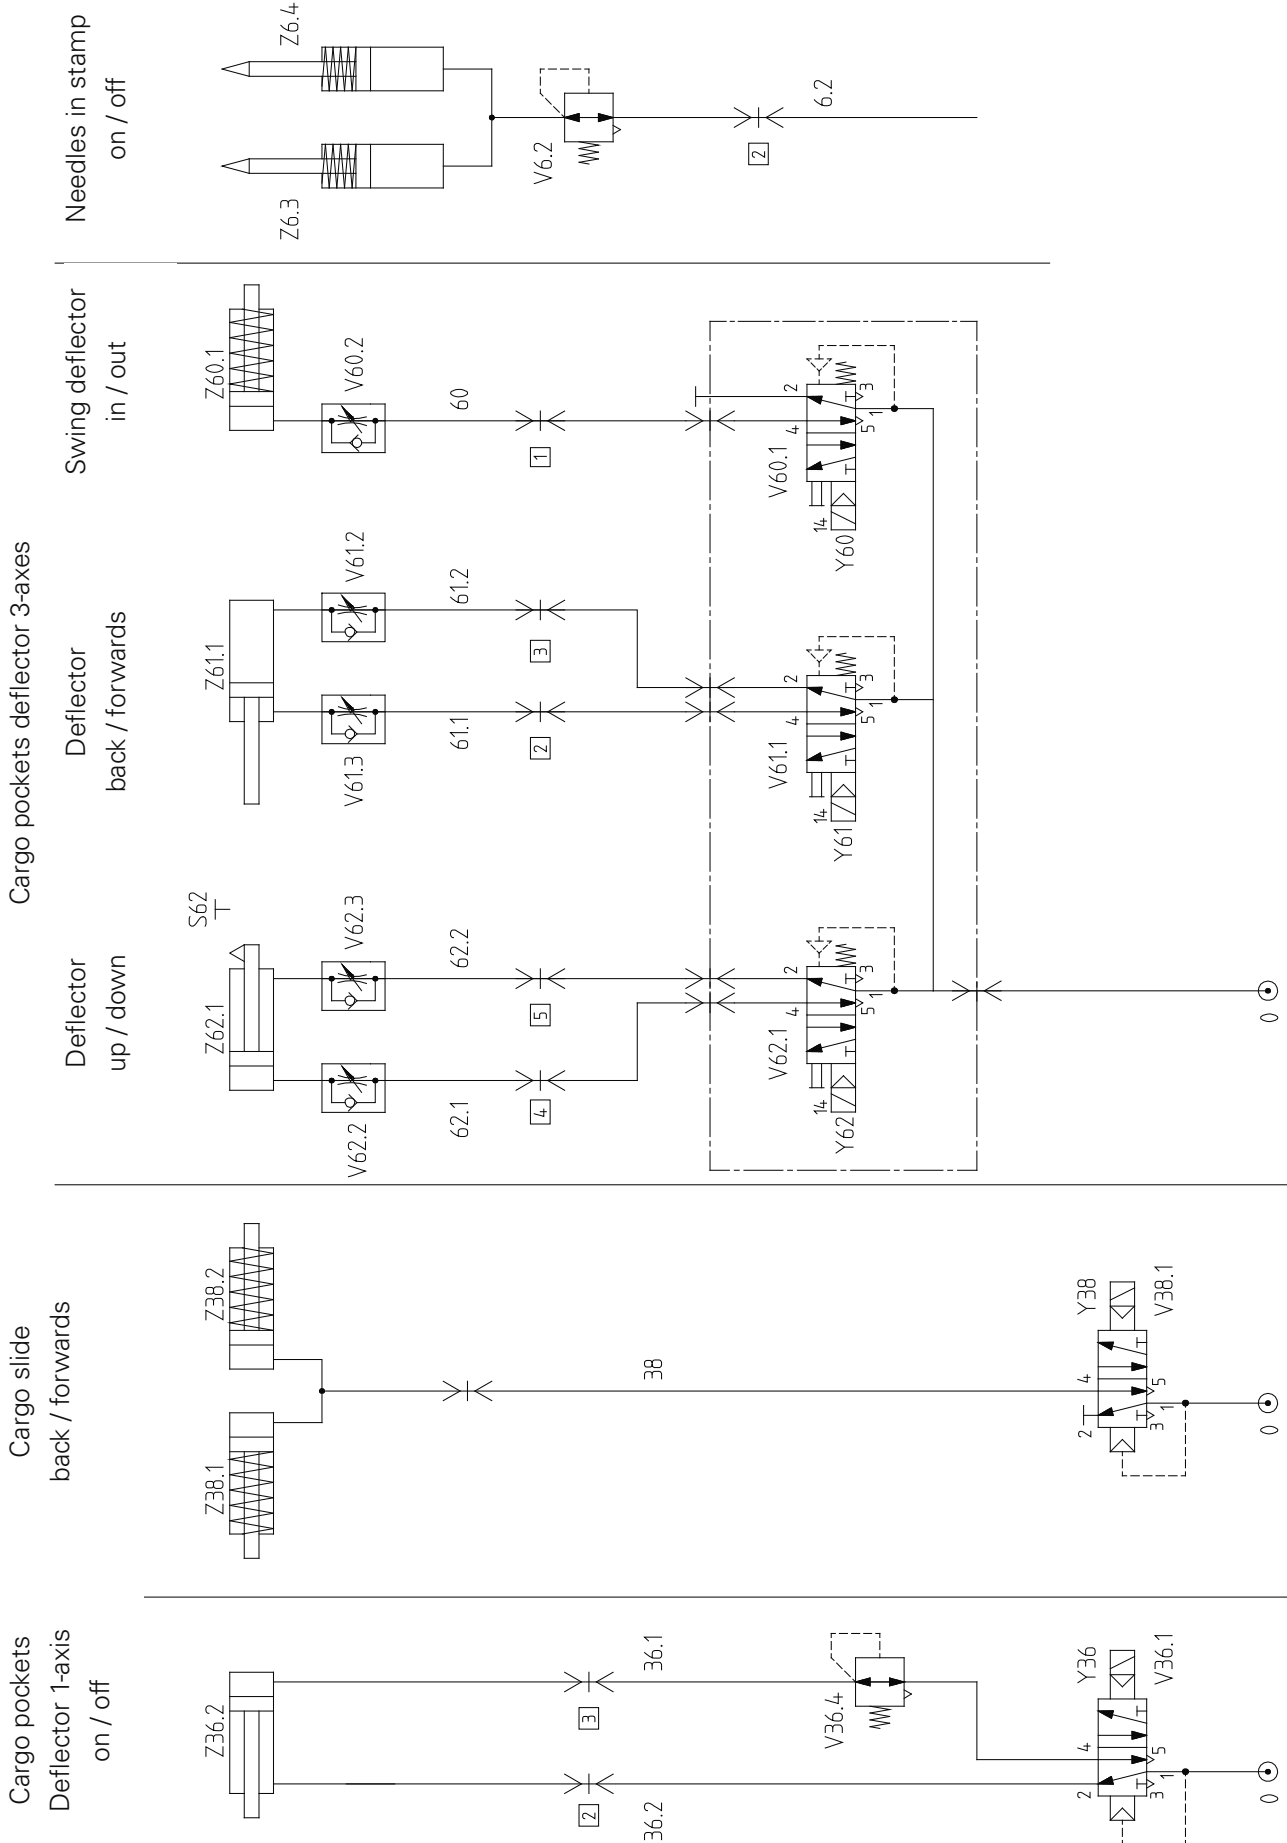 Cargo pockets
Deflector 1-axis
on / off
Z36.2
3
36.1
2
36.2
V36.4
Y36
V36.1
4
2
5
1
3
0
Cargo slide
back / forwards
Z38.1
Z38.2
38
Y38
V38.1
4
2
5
1
3
0
Cargo pockets deflector 3-axes
Deflector
up / down
S62
Z62.1
V62.2
V62.3
62.1
62.2
4
5
V62.1
4
2
14
Y62
5
1
3
0
Deflector
back / forwards
Z61.1
V61.3
V61.2
61.1
61.2
2
3
V61.1
4
2
14
Y61
5
1
3
Swing deflector
in / out
Z60.1
V60.2
60
1
V60.1
4
2
14
Y60
5
1
3
Needles in stamp
on / off
Z6.3
Z6.4
V6.2
2
6.2